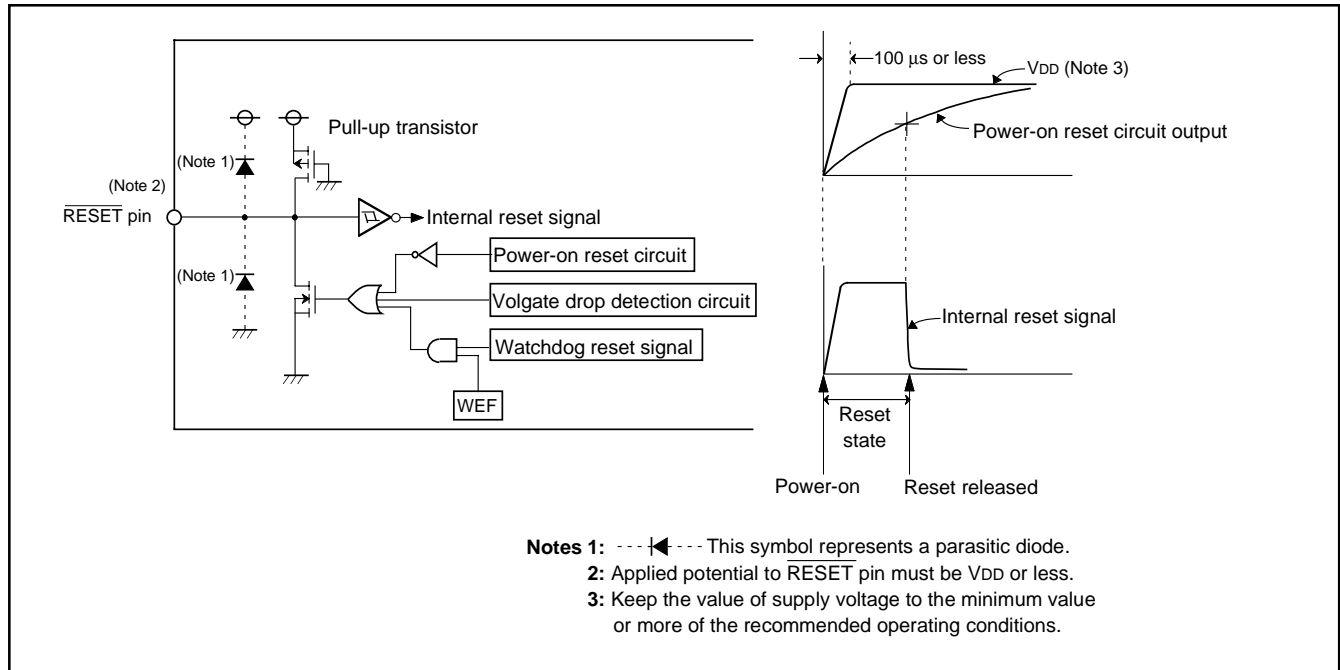 Pull-up transistor
(Note 1)
(Note 2)
RESET pin
Internal reset signal
(Note 1)
Power-on reset circuit
Volgate drop detection circuit
Watchdog reset signal
WEF
100 µs or less
VDD (Note 3)
Power-on reset circuit output
Internal reset signal
Reset
state
Power-on
Reset released
Notes 1: This symbol represents a parasitic diode.
2: Applied potential to RESET pin must be VDD or less.
3: Keep the value of supply voltage to the minimum value
or more of the recommended operating conditions.